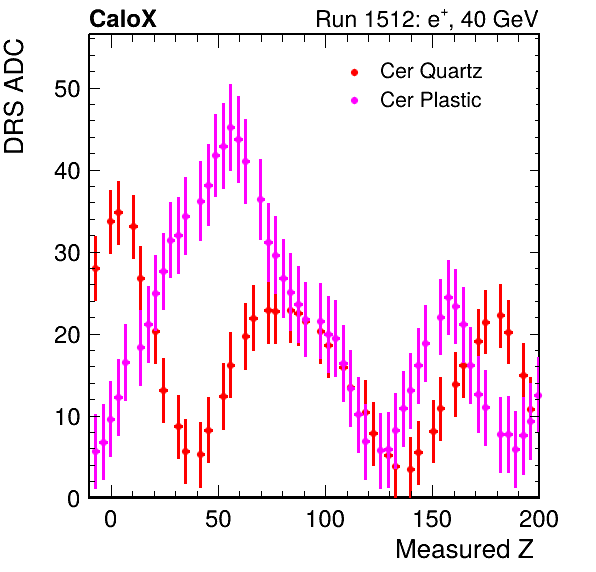 CaloX Run 1512: e⁺, 40 GeV
DRS ADC
Cer Quartz
Cer Plastic
50
40
30
20
10
0
0 50 100 150 200
Measured Z